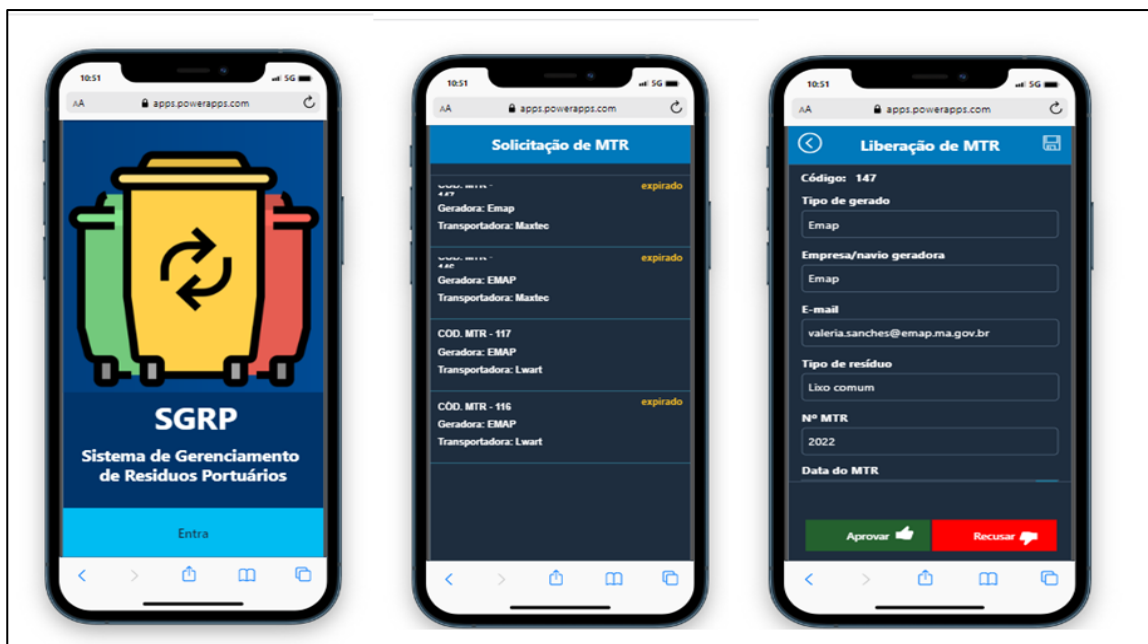 10:51
5G
AA apps.powerapps.com
SGRP
Sistema de Gerenciamento
de Residuos Portuários
Entra
10:51
5G
AA apps.powerapps.com
Solicitação de MTR
expirado
Geradora: Emap
Transportadora: Maxtec
expirado
Geradora: EMAP
Transportadora: Maxtec
COD. MTR - 117
Geradora: EMAP
Transportadora: Lwart
CÓD. MTR - 116 expirado
Geradora: EMAP
Transportadora: Lwart
10:51
5G
AA apps.powerapps.com
Liberação de MTR
Código: 147
Tipo de gerado
Emap
Empresa/navio geradora
Emap
E-mail
valeria.sanches@emap.ma.gov.br
Tipo de resíduo
Lixo comum
Nº MTR
2022
Data do MTR
Aprovar
Recusar